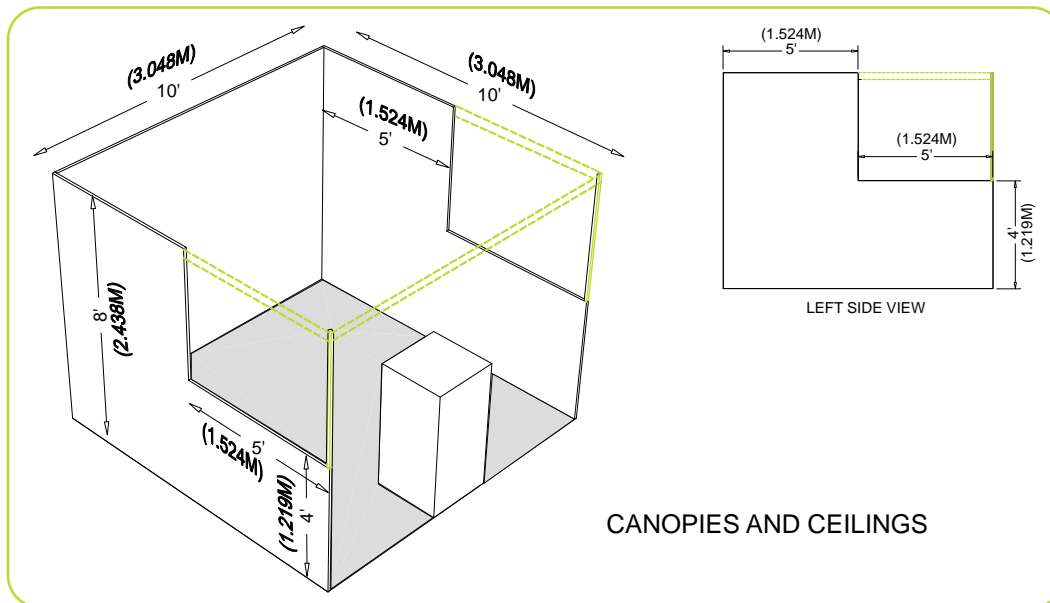 (3.048M)
10'
(3.048M)
10'
(1.524M)
5'
8'
(2.438M)
5'
(1.524M)
4'
(1.219M)
(1.524M)
5'
(1.524M)
5'
4'
(1.219M)
LEFT SIDE VIEW
CANOPIES AND CEILINGS